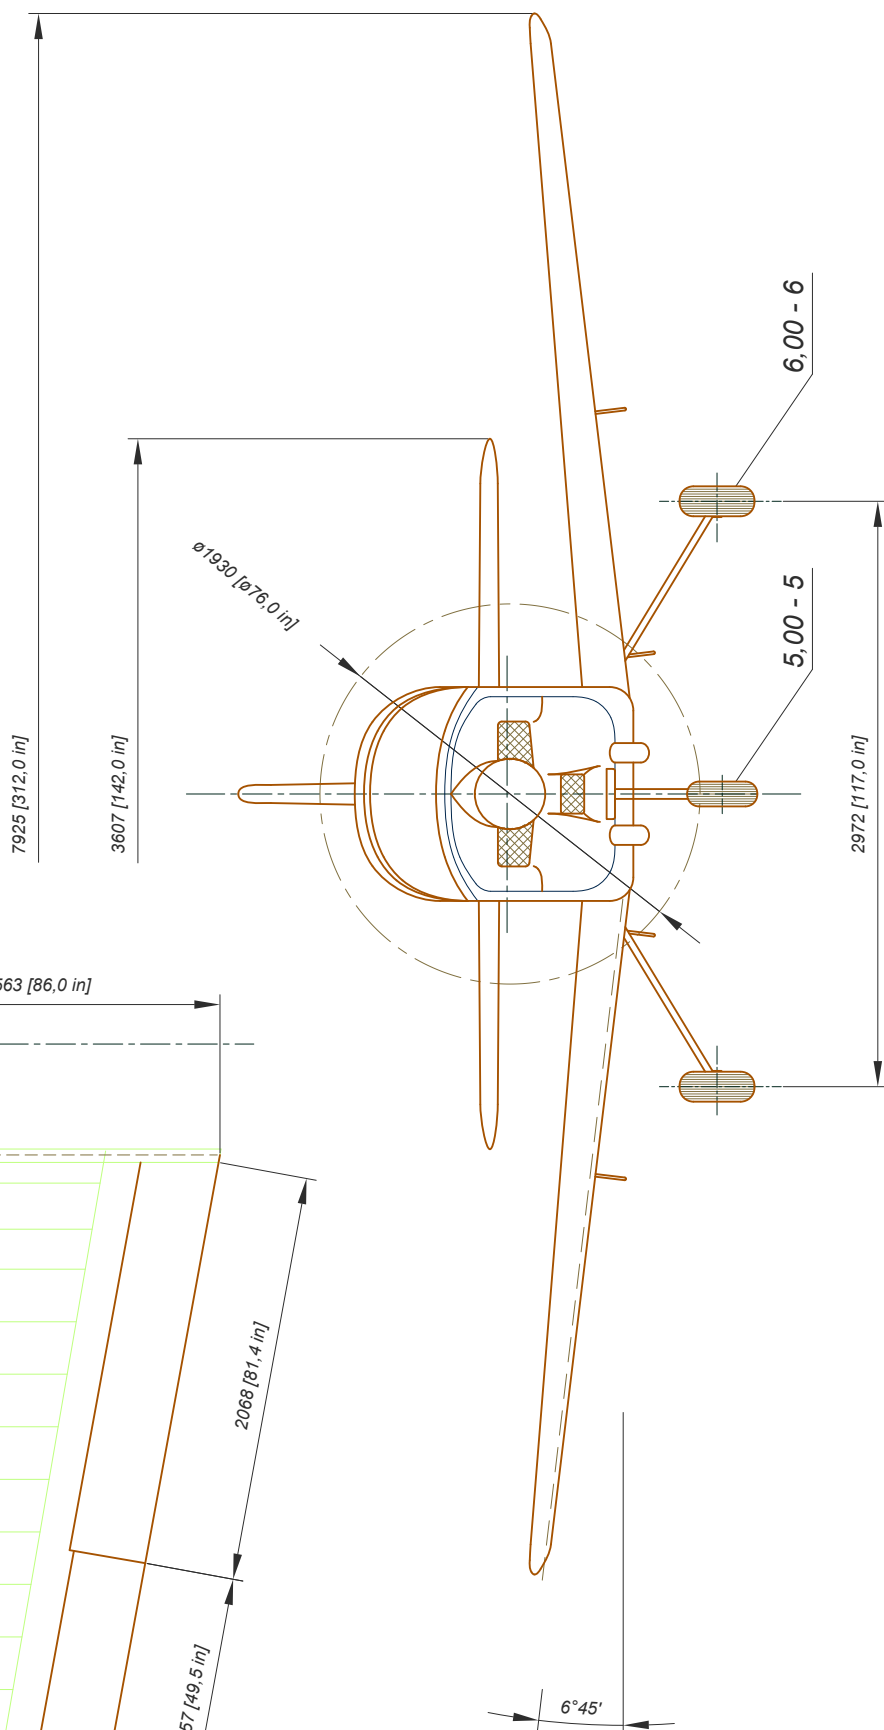 6,00 - 6
ø1930 [ø76,0 in]
5,00 - 5
7925 [312,0 in]
3607 [142,0 in]
2972 [117,0 in]
563 [86,0 in]
2068 [81,4 in]
57 [49,5 in]
6°45'